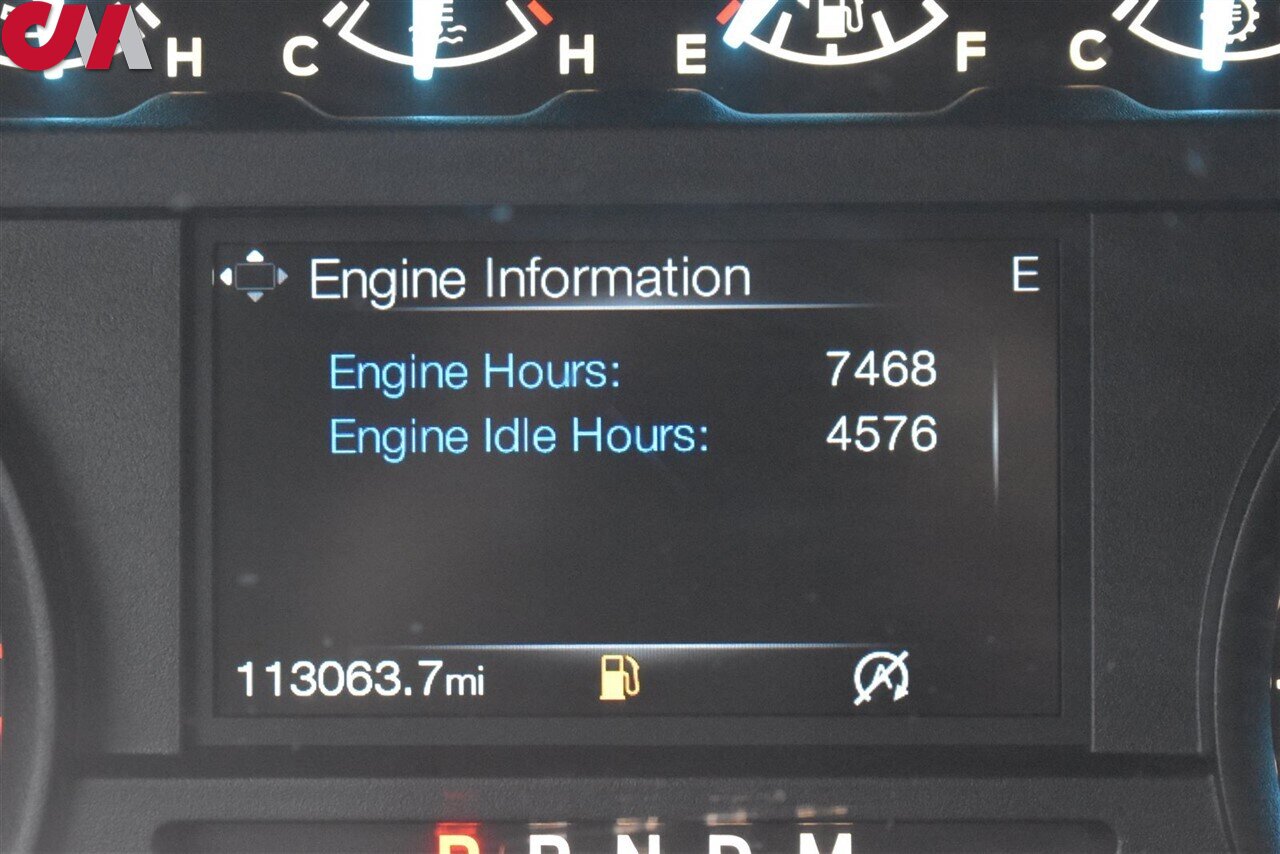 H C H E F C
Engine Information E
Engine Hours: 7468
Engine Idle Hours: 4576
113063.7mi
P R N D M